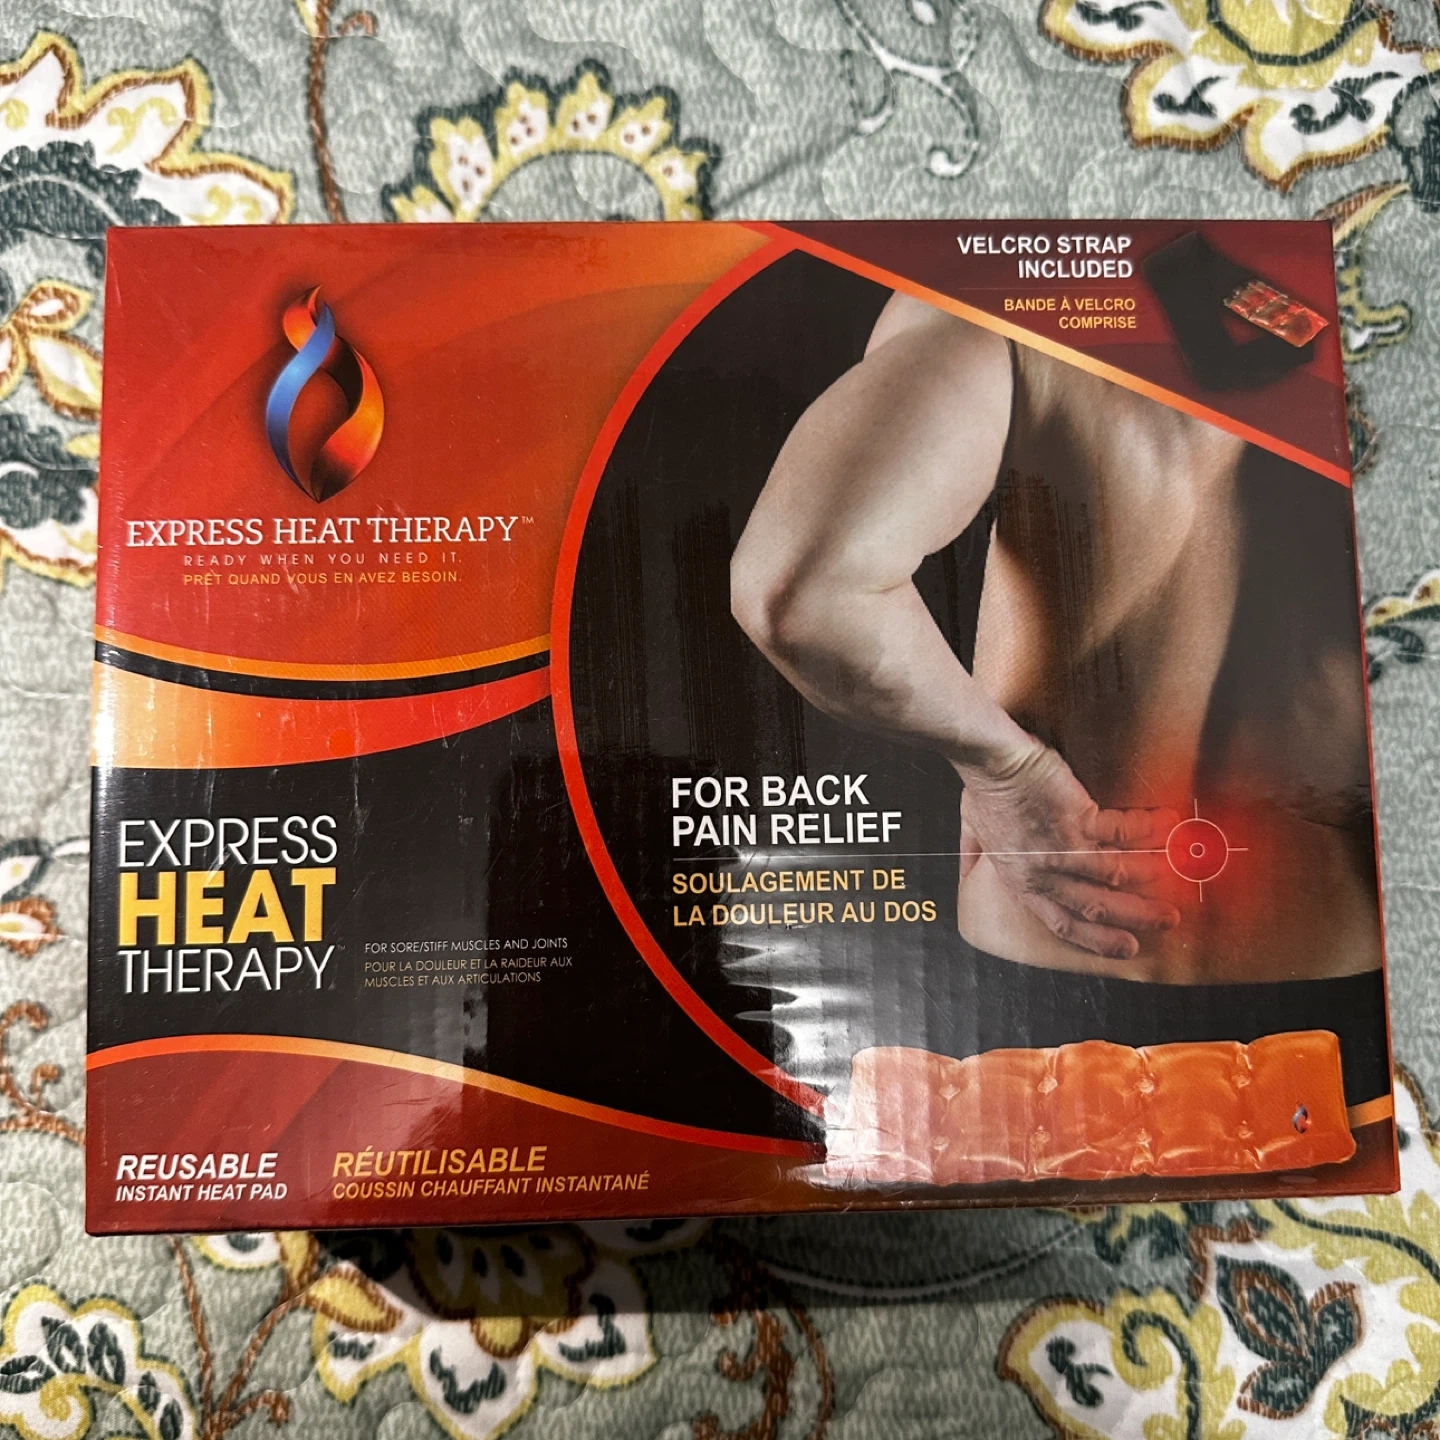 VELCRO STRAP
INCLUDED
BANDE À VELCRO
COMPRISE
EXPRESS HEAT THERAPY™
READY WHEN YOU NEED IT.
PRÊT QUAND VOUS EN AVEZ BESOIN.
FOR BACK
PAIN RELIEF
SOULAGEMENT DE
LA DOULEUR AU DOS
EXPRESS
HEAT
THERAPY™
FOR SORE/STIFF MUSCLES AND JOINTS
POUR LA DOULEUR ET LA RAIDEUR AUX
MUSCLES ET AUX ARTICULATIONS
REUSABLE
INSTANT HEAT PAD
RÉUTILISABLE
COUSSIN CHAUFFANT INSTANTANÉ